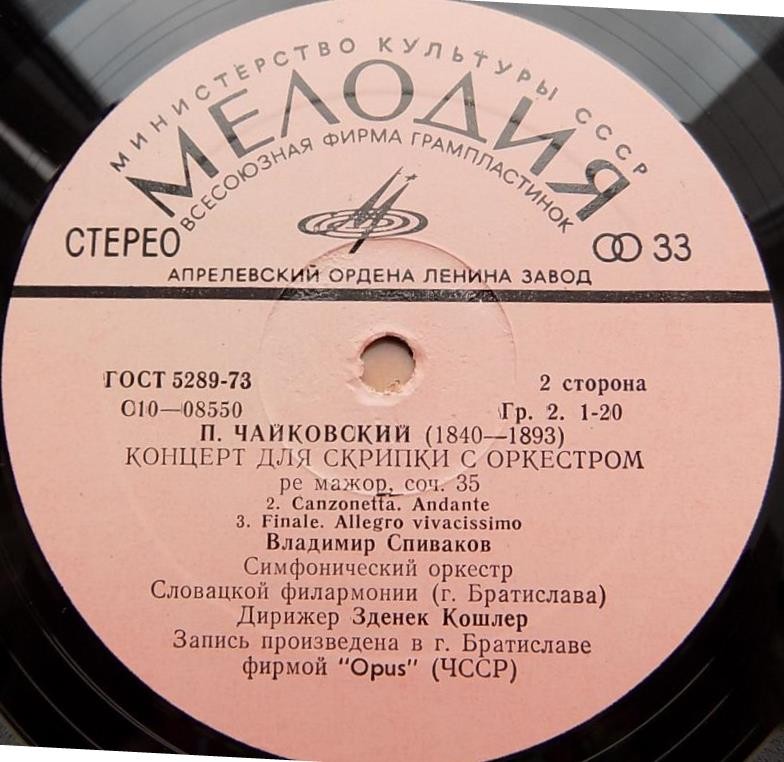 МИНИСТЕРСТВО КУЛЬТУРЫ СССР
МЕЛОДИЯ
ВСЕСОЮЗНАЯ ФИРМА ГРАМПЛАСТИНОК
СТЕРЕО 33
АПРЕЛЕВСКИЙ ОРДЕНА ЛЕНИНА ЗАВОД
ГОСТ 5289-73 2 сторона
С10—08550 Гр. 2. 1-20
П. ЧАЙКОВСКИЙ (1840—1893)
КОНЦЕРТ ДЛЯ СКРИПКИ С ОРКЕСТРОМ
ре мажор, соч. 35
2. Canzonetta. Andante
3. Finale. Allegro vivacissimo
Владимир Спиваков
Симфонический оркестр
Словацкой филармонии (г. Братислава)
Дирижер Зденек Кошлер
Запись произведена в г. Братиславе
фирмой "Opus" (ЧССР)